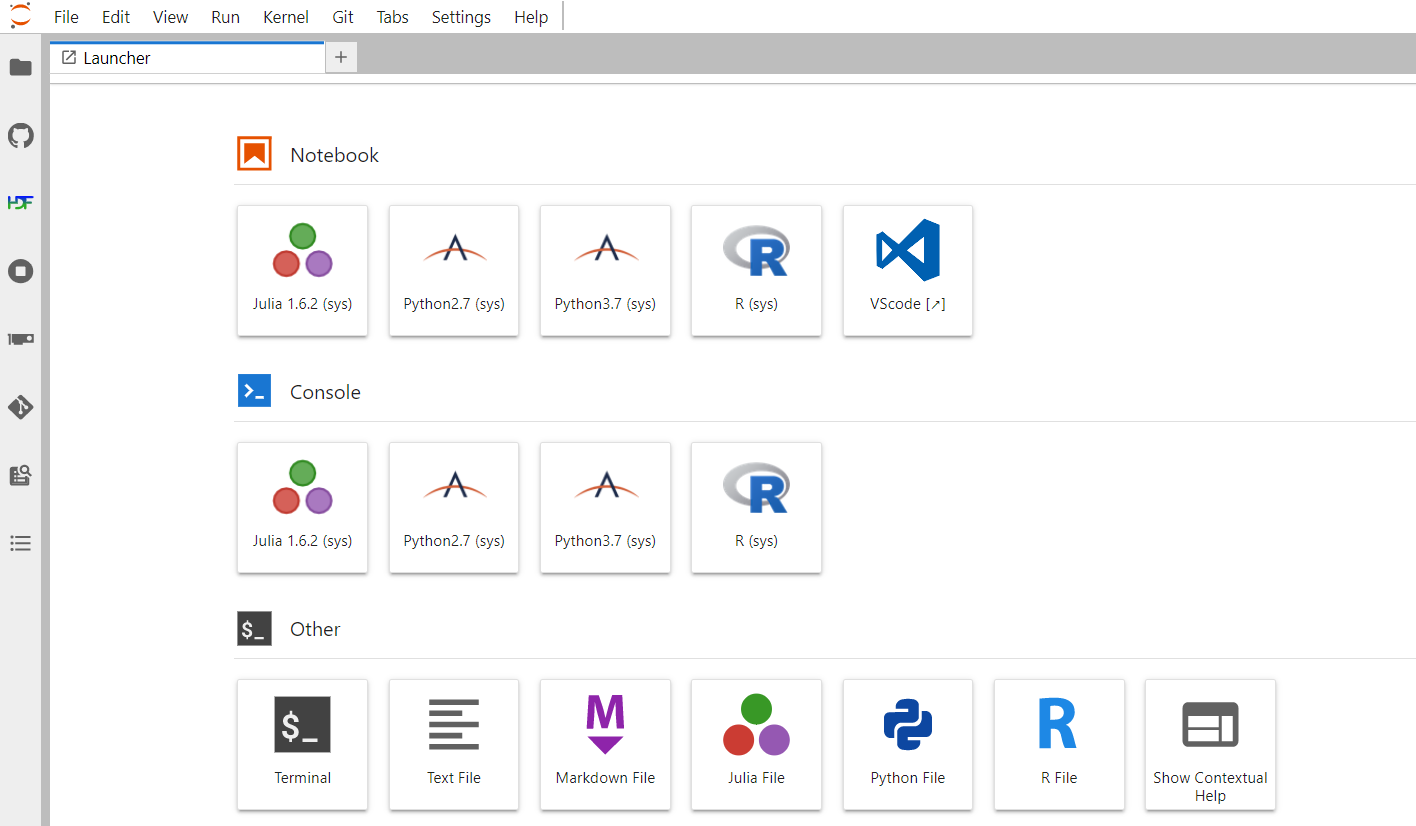 File Edit View Run Kernel Git Tabs Settings Help
Launcher
HDF
Notebook
Julia 1.6.2 (sys) Python2.7 (sys) Python3.7 (sys) R (sys) VScode [↗]
>_ Console
Julia 1.6.2 (sys) Python2.7 (sys) Python3.7 (sys) R (sys)
$_ Other
$_ M R
Terminal Text File Markdown File Julia File Python File R File Show Contextual
Help